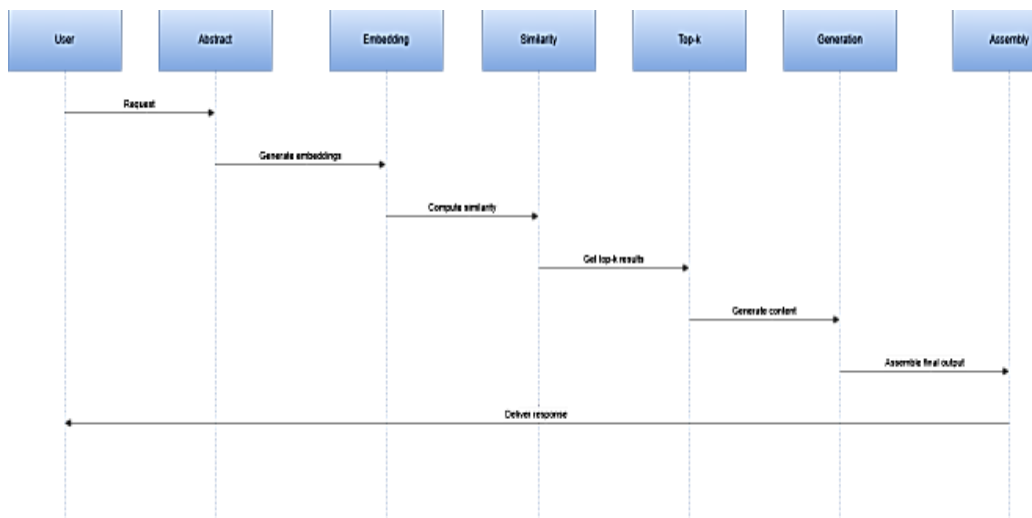 User
Abstract
Embedding
Similarity
Top-k
Generation
Assembly
Request
Generate embeddings
Compute similarity
Get top-k results
Generate content
Assemble final output
Deliver response